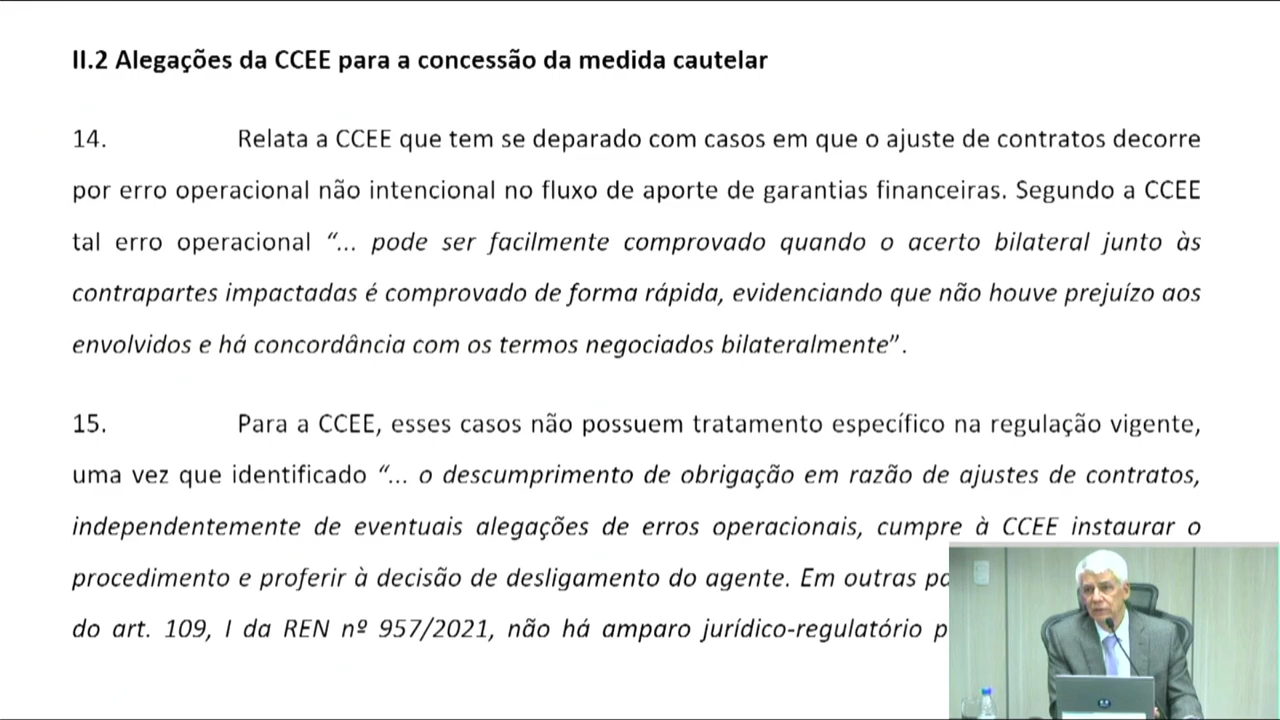 II.2 Alegações da CCEE para a concessão da medida cautelar
14. Relata a CCEE que tem se deparado com casos em que o ajuste de contratos decorre
por erro operacional não intencional no fluxo de aporte de garantias financeiras. Segundo a CCEE
tal erro operacional “... pode ser facilmente comprovado quando o acerto bilateral junto às
contrapartes impactadas é comprovado de forma rápida, evidenciando que não houve prejuízo aos
envolvidos e há concordância com os termos negociados bilateralmente”.
15. Para a CCEE, esses casos não possuem tratamento específico na regulação vigente,
uma vez que identificado “... o descumprimento de obrigação em razão de ajustes de contratos,
independentemente de eventuais alegações de erros operacionais, cumpre à CCEE instaurar o
procedimento e proferir à decisão de desligamento do agente. Em outras
do art. 109, I da REN nº 957/2021, não há amparo jurídico-regulatório